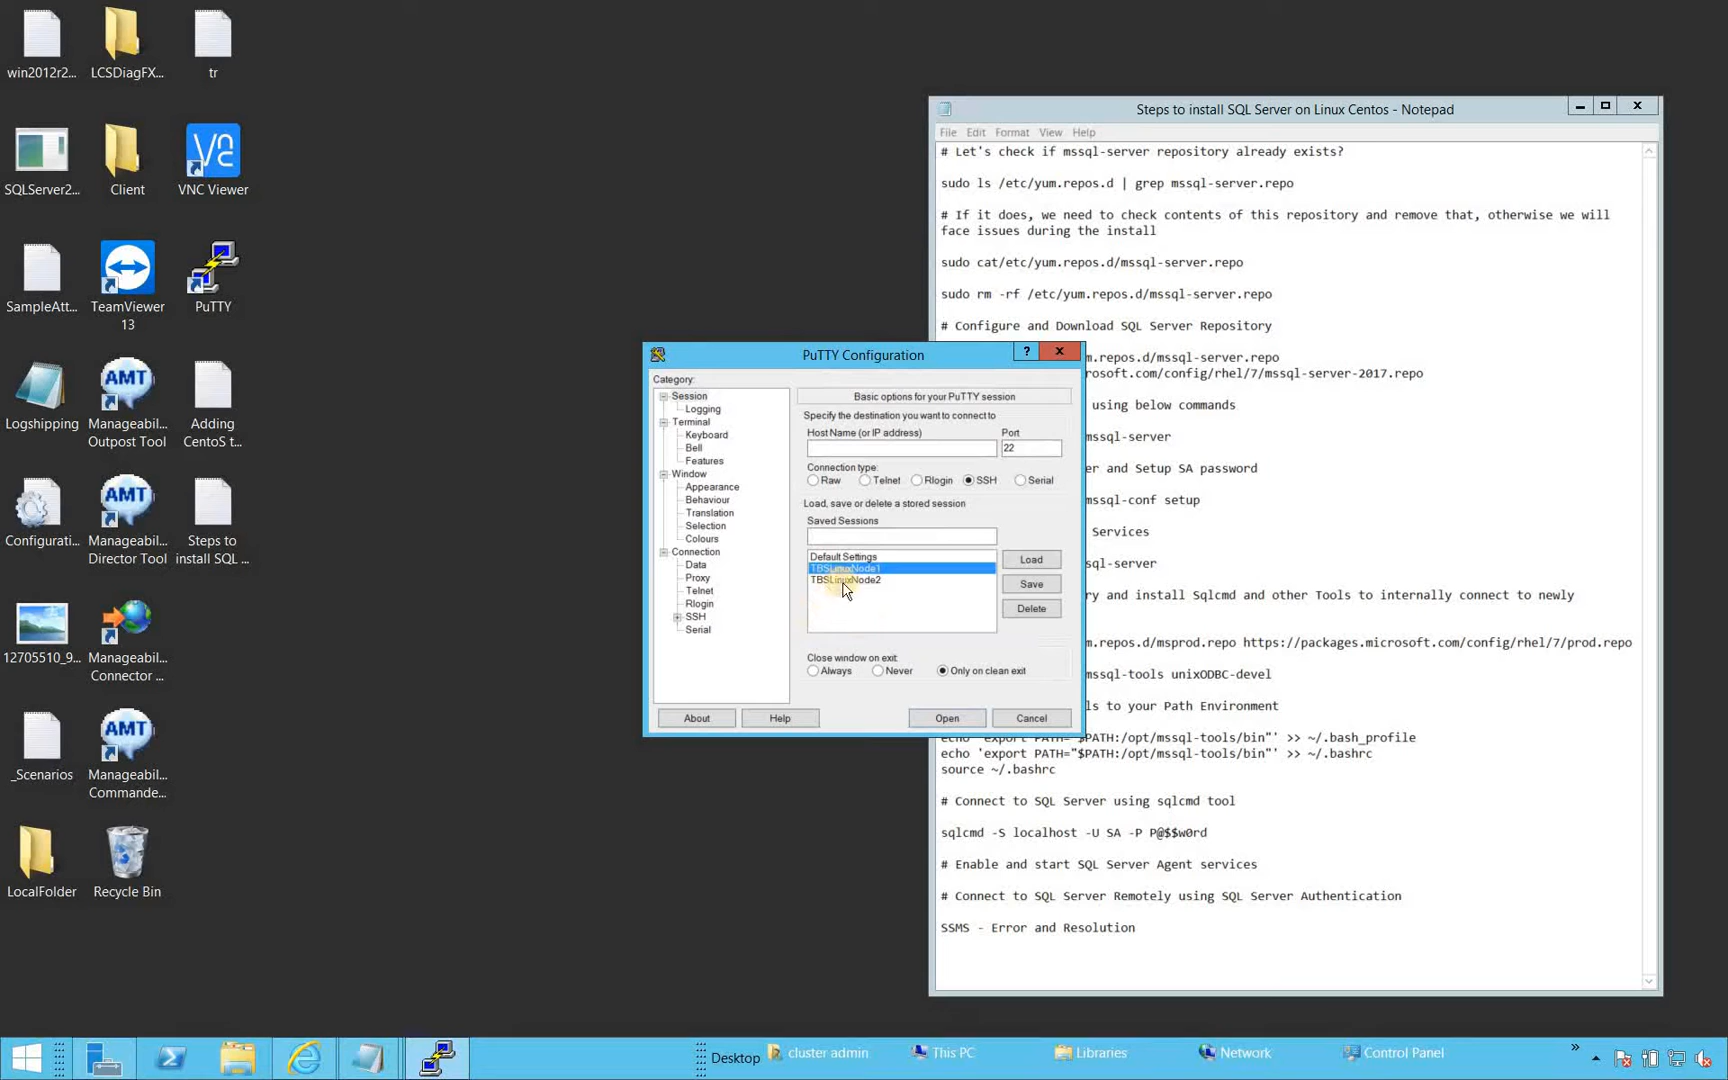 win2012r2...
LCSDiagFX...
tr
SQLServer2...
Client
VNC Viewer
SampleAtt...
TeamViewer
13
PuTTY
Logshipping
Manageabil...
Outpost Tool
Adding
CentoS t...
Configurati...
Manageabil...
Director Tool
Steps to
install SQL ...
12705510_9...
Manageabil...
Connector ...
_Scenarios
Manageabil...
Commande...
LocalFolder
Recycle Bin
Steps to install SQL Server on Linux Centos - Notepad
File Edit Format View Help
# Let's check if mssql-server repository already exists?
sudo ls /etc/yum.repos.d | grep mssql-server.repo
# If it does, we need to check contents of this repository and remove that, otherwise we will
face issues during the install
sudo cat/etc/yum.repos.d/mssql-server.repo
sudo rm -rf /etc/yum.repos.d/mssql-server.repo
# Configure and Download SQL Server Repository
m.repos.d/mssql-server.repo
rosoft.com/config/rhel/7/mssql-server-2017.repo
using below commands
mssql-server
er and Setup SA password
mssql-conf setup
Services
mssql-server
ry and install Sqlcmd and other Tools to internally connect to newly
m.repos.d/msprod.repo https://packages.microsoft.com/config/rhel/7/prod.repo
mssql-tools unixODBC-devel
ls to your Path Environment
echo 'export PATH="$PATH:/opt/mssql-tools/bin"' >> ~/.bash_profile
echo 'export PATH="$PATH:/opt/mssql-tools/bin"' >> ~/.bashrc
source ~/.bashrc
# Connect to SQL Server using sqlcmd tool
sqlcmd -S localhost -U SA -P P@$$w0rd
# Enable and start SQL Server Agent services
# Connect to SQL Server Remotely using SQL Server Authentication
SSMS - Error and Resolution
PuTTY Configuration
?
Category:
Session
Logging
Terminal
Keyboard
Bell
Features
Window
Appearance
Behaviour
Translation
Selection
Colours
Connection
Data
Proxy
Telnet
Rlogin
SSH
Serial
Basic options for your PuTTY session
Specify the destination you want to connect to
Host Name (or IP address) Port
22
Connection type:
Raw Telnet Rlogin SSH Serial
Load, save or delete a stored session
Saved Sessions
Default Settings
TBSLinuxNode1
TBSLinuxNode2
Load
Save
Delete
Close window on exit:
Always Never Only on clean exit
About Help Open Cancel
Desktop
cluster admin
This PC
Libraries
Network
Control Panel